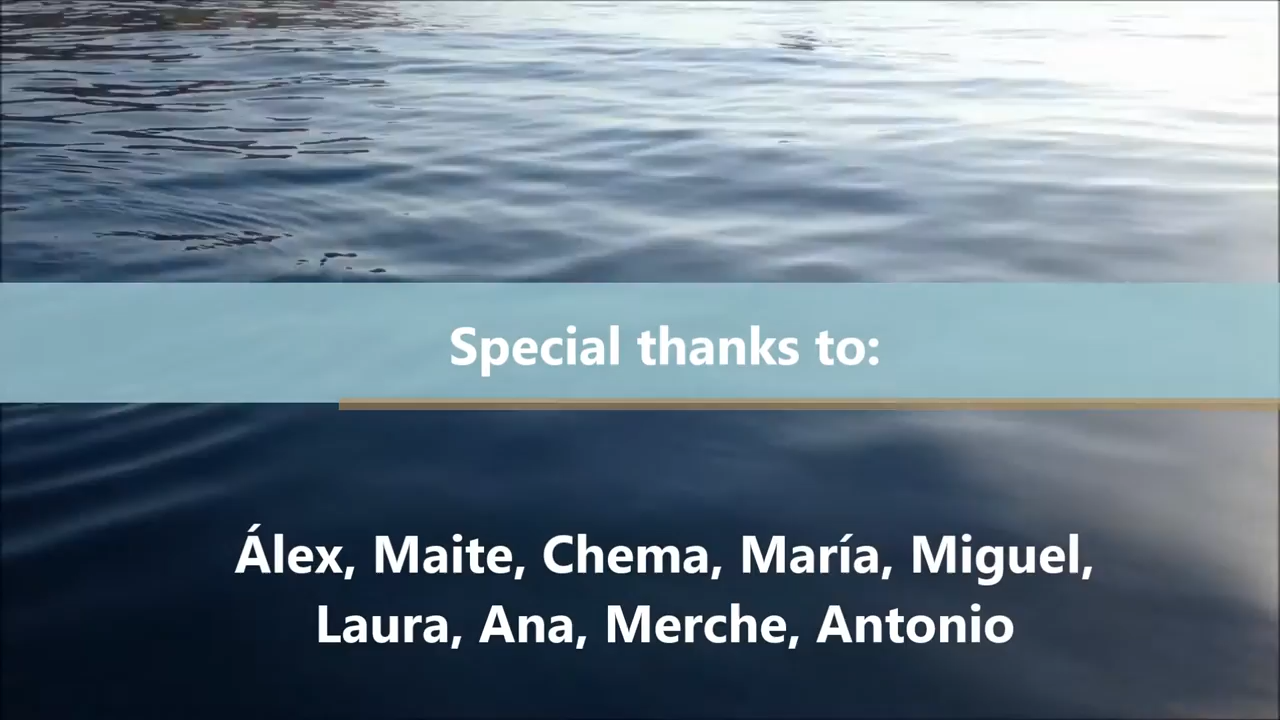 Special thanks to:
Álex, Maite, Chema, María, Miguel,
Laura, Ana, Merche, Antonio